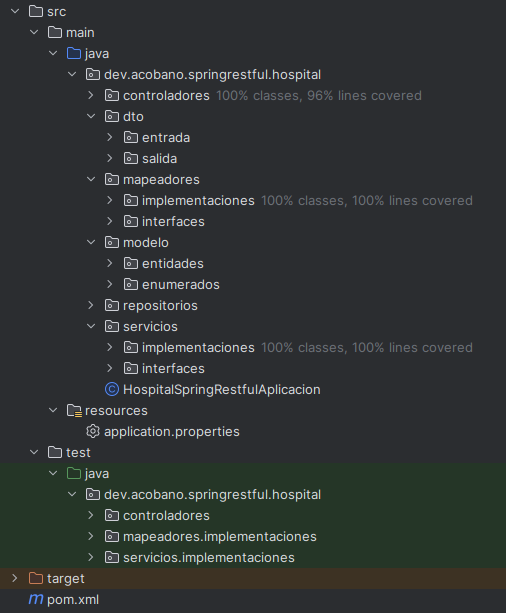 src
main
java
dev.acobano.springrestful.hospital
controladores 100% classes, 96% lines covered
dto
entrada
salida
mapeadores
implementaciones 100% classes, 100% lines covered
interfaces
modelo
entidades
enumerados
repositorios
servicios
implementaciones 100% classes, 100% lines covered
interfaces
HospitalSpringRestfulAplicacion
resources
application.properties
test
java
dev.acobano.springrestful.hospital
controladores
mapeadores.implementaciones
servicios.implementaciones
target
pom.xml